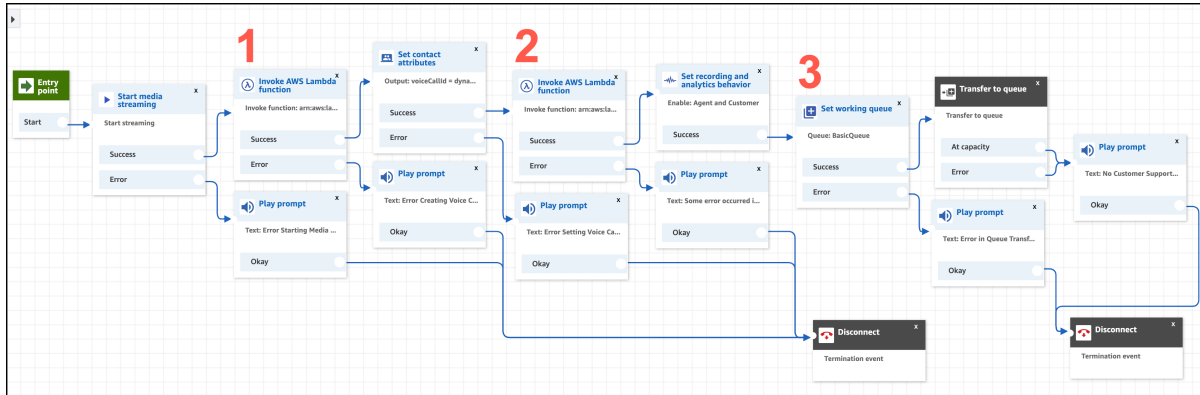 1
2
3
Entry
point
Start
Start media
streaming
x
Start streaming
Success
Error
Invoke AWS Lambda
function
x
Invoke function: arn:aws:la...
Success
Error
Play prompt
x
Text: Error Starting Media ...
Okay
Set contact
attributes
x
Output: voiceCallId = dyna...
Success
Error
Play prompt
x
Text: Error Creating Voice C...
Okay
Invoke AWS Lambda
function
x
Invoke function: arn:aws:la...
Success
Error
Play prompt
x
Text: Error Setting Voice Ca...
Okay
Set recording and
analytics behavior
x
Enable: Agent and Customer
Success
Play prompt
x
Text: Some error occurred i...
Okay
Set working queue
x
Queue: BasicQueue
Success
Error
Disconnect
x
Termination event
Transfer to queue
x
Transfer to queue
At capacity
Error
Play prompt
x
Text: Error in Queue Transf...
Okay
Play prompt
x
Text: No Customer Support...
Okay
Disconnect
x
Termination event